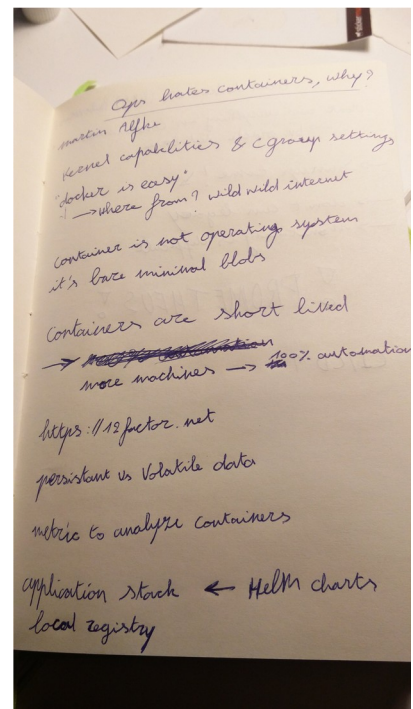 Ops hates containers, why?
martin Alfke
kernel capabilities & cgroup settings
"docker is easy"
→ where from? wild wild internet
container is not operating system
it's bare minimal blobs
containers are short lived
→
more machines → 100% automation
https://12factor.net
persistant vs Volatile data
metric to analyze containers
application stack ← Helm charts
local registry